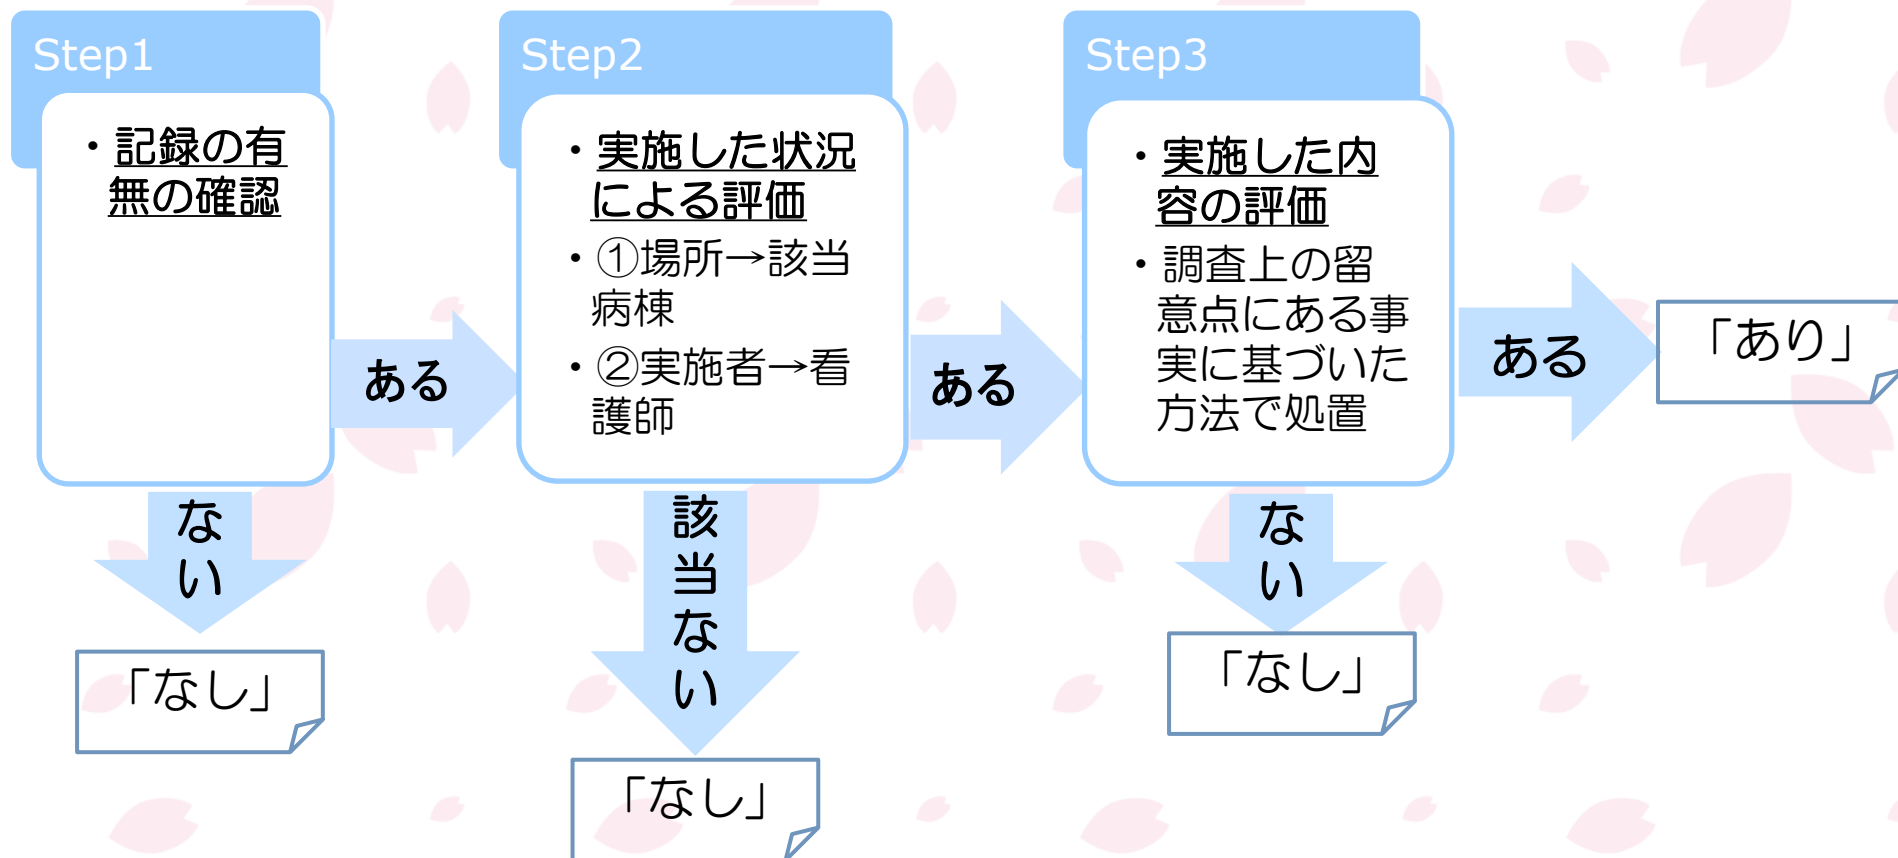 Step1
・記録の有
無の確認
ある
な
い
「なし」
Step2
・実施した状況
による評価
・①場所→該当
病棟
・②実施者→看
護師
ある
該
当
な
い
「なし」
Step3
・実施した内
容の評価
・調査上の留
意点にある事
実に基づいた
方法で処置
ある
な
い
「なし」
「あり」